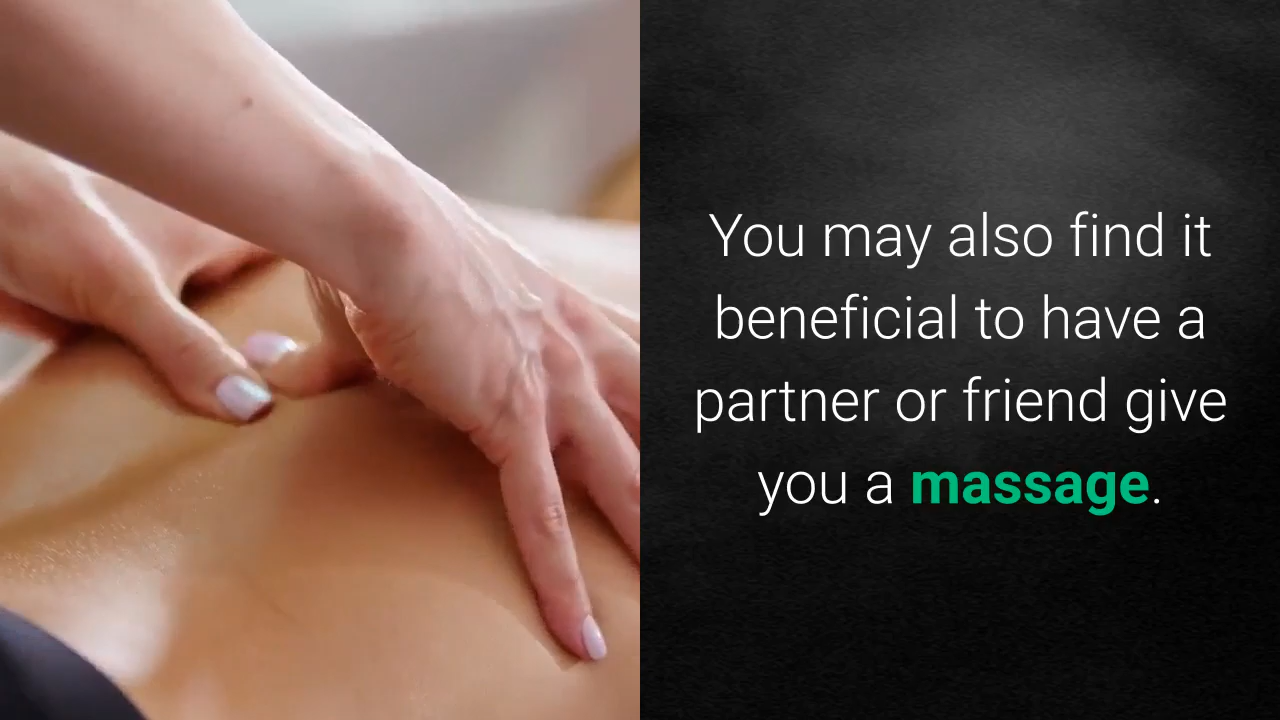 You may also find it
beneficial to have a
partner or friend give
you a massage.